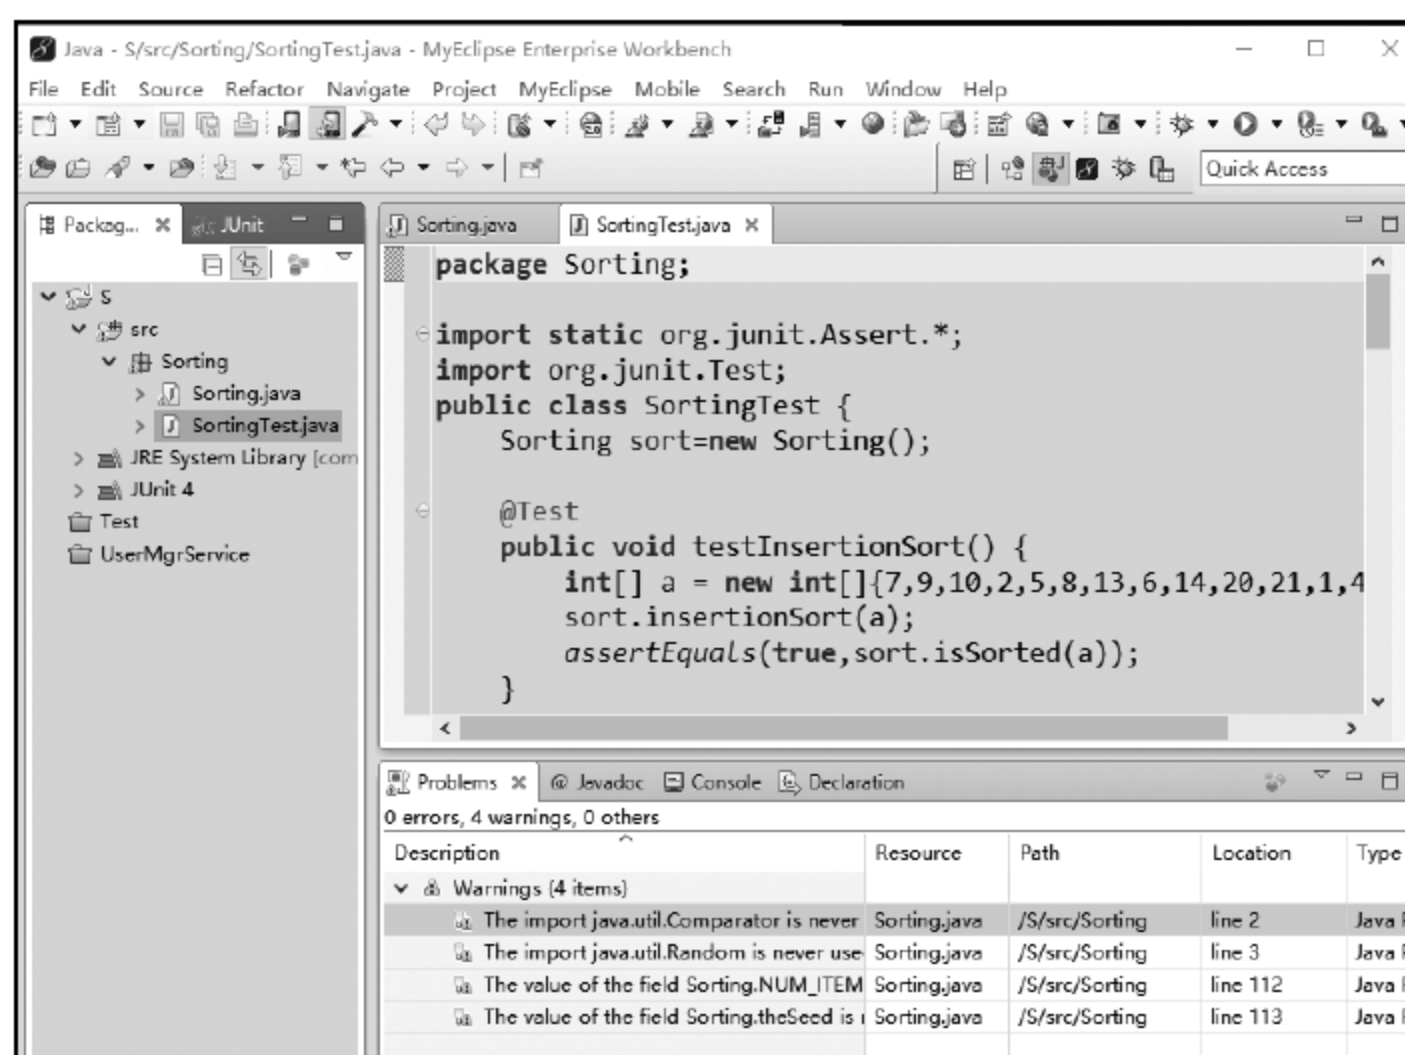 Java - S/src/Sorting/SortingTest.java - MyEclipse Enterprise Workbench
File Edit Source Refactor Navigate Project MyEclipse Mobile Search Run Window Help
Quick Access
Packag... JUnit
S
src
Sorting
Sorting.java
SortingTest.java
JRE System Library [com
JUnit 4
Test
UserMgrService
Sorting.java SortingTest.java
package Sorting;
import static org.junit.Assert.*;
import org.junit.Test;
public class SortingTest {
Sorting sort=new Sorting();
@Test
public void testInsertionSort() {
int[] a = new int[]{7,9,10,2,5,8,13,6,14,20,21,1,4
sort.insertionSort(a);
assertEquals(true,sort.isSorted(a));
}
Problems @ Javadoc Console Declaration
0 errors, 4 warnings, 0 others
Description Resource Path Location Type
Warnings (4 items)
The import java.util.Comparator is never Sorting.java /S/src/Sorting line 2 Java
The import java.util.Random is never use Sorting.java /S/src/Sorting line 3 Java
The value of the field Sorting.NUM_ITEM Sorting.java /S/src/Sorting line 112 Java
The value of the field Sorting.theSeed is Sorting.java /S/src/Sorting line 113 Java